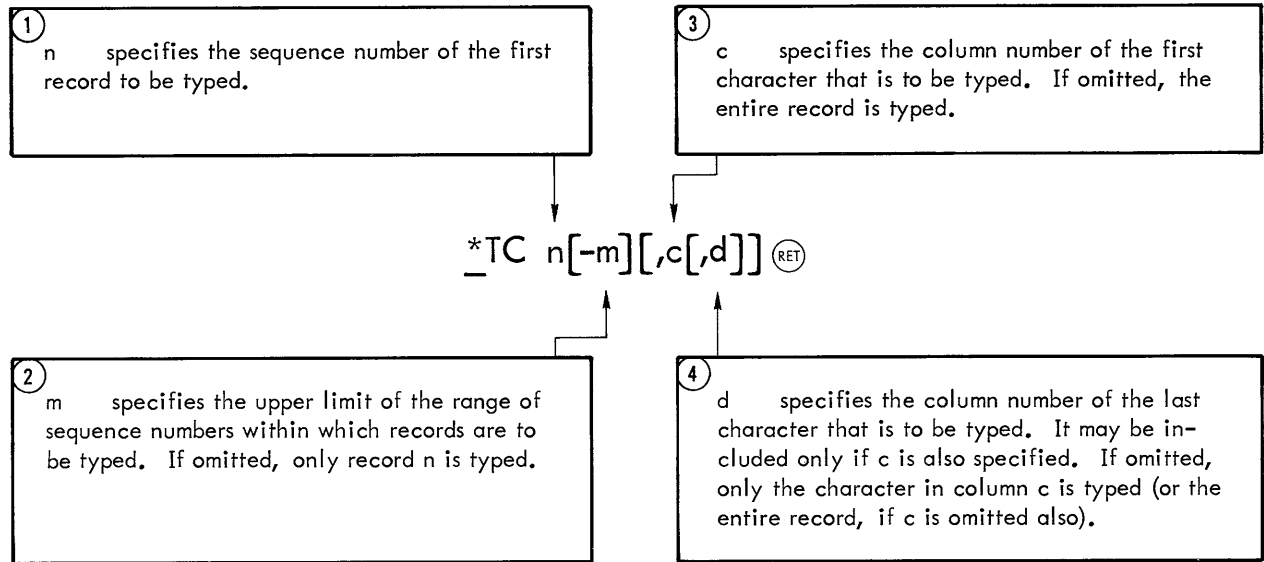 1
n specifies the sequence number of the first
record to be typed.
3
c specifies the column number of the first
character that is to be typed. If omitted, the
entire record is typed.
*TC n[-m][,c[,d]] RET
2
m specifies the upper limit of the range of
sequence numbers within which records are to
be typed. If omitted, only record n is typed.
4
d specifies the column number of the last
character that is to be typed. It may be in-
cluded only if c is also specified. If omitted,
only the character in column c is typed (or the
entire record, if c is omitted also).